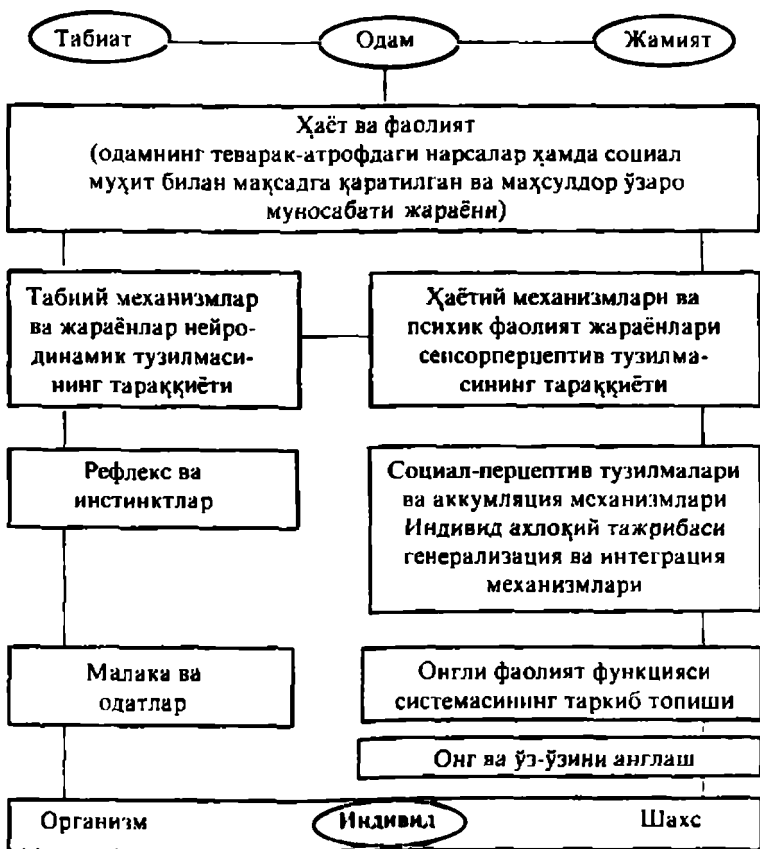 Табиат Одам Жамият
Ҳаёт ва фаолият
(одамнинг теварак-атрофдаги нарсалар ҳамда социал
муҳит билан мақсадга қаратилган ва маҳсулдор ўзаро
муносабати жараёни)
Табиий механизмлар
ва жараёнлар нейро-
динамик тузилмаси-
нинг тараққиёти
Ҳаётий механизмлари ва
психик фаолият жараёнлари
сенсорперцептив тузилма-
сининг тараққиёти
Рефлекс ва
инстинктлар
Социал-перцептив тузилмалари
ва аккумляция механизмлари
Индивид ахлоқий тажрибаси
генерализация ва интеграция
механизмлари
Малака ва
одатлар
Онгли фаолият функцияси
системасининг таркиб топиши
Онг ва ўз-ўзини англаш
Организм Индивид Шахс